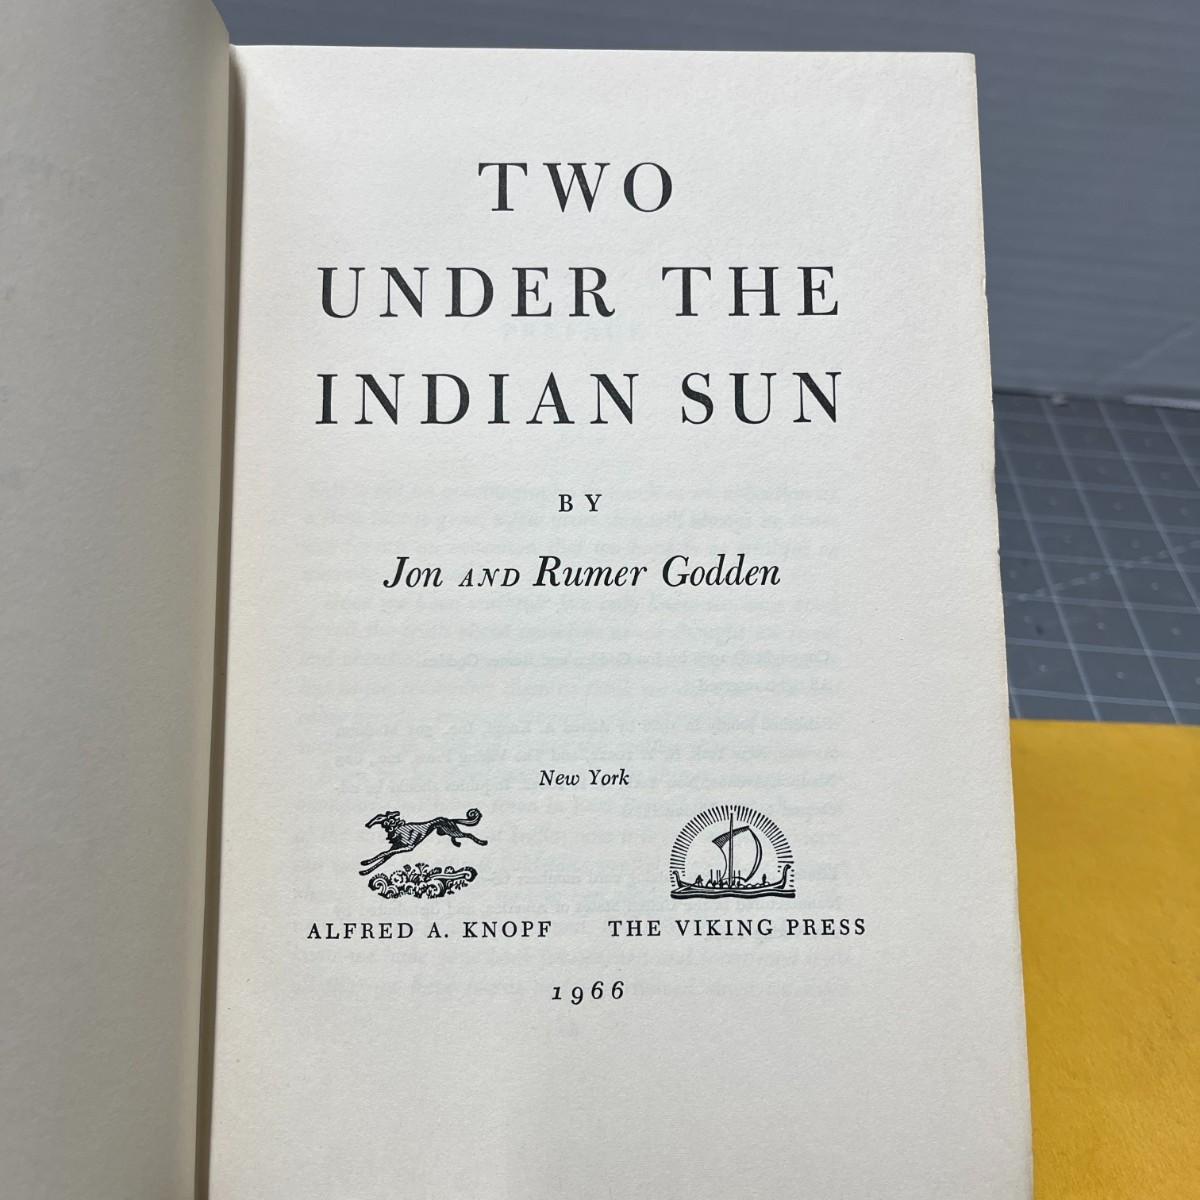 TWO
UNDER THE
INDIAN SUN
BY
Jon AND Rumer Godden
New York
ALFRED A. KNOPF THE VIKING PRESS
1966